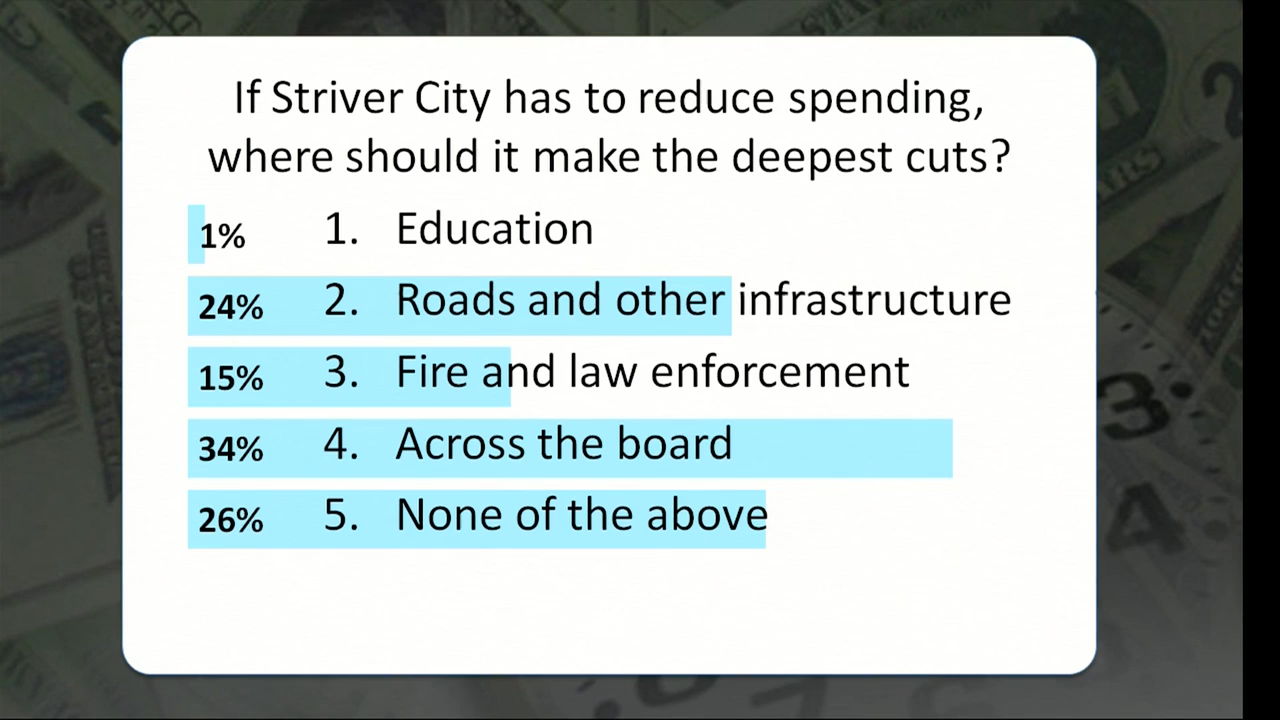 If Striver City has to reduce spending,
where should it make the deepest cuts?
1% 1. Education
24% 2. Roads and other infrastructure
15% 3. Fire and law enforcement
34% 4. Across the board
26% 5. None of the above
3
4